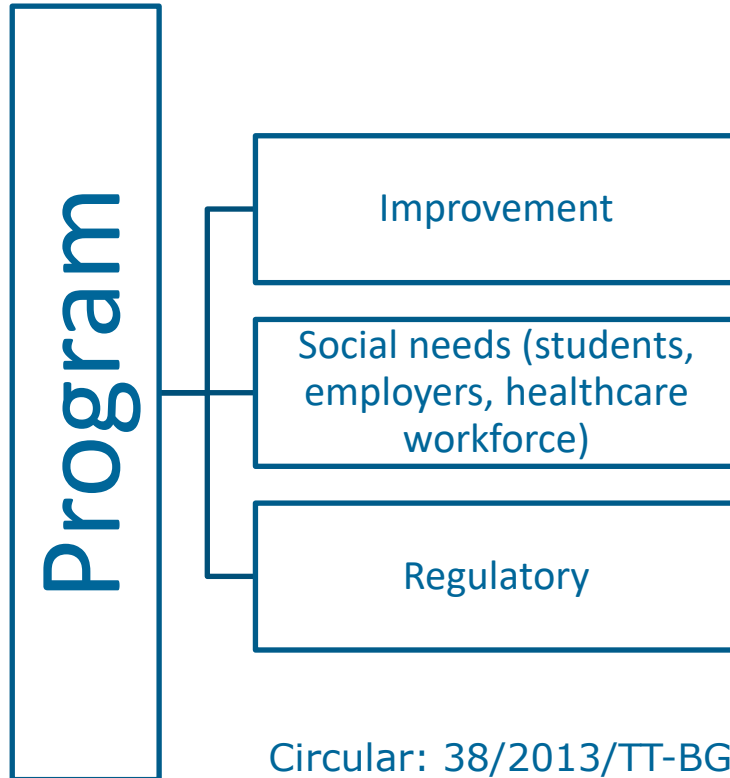 Program
Improvement
Social needs (students,
employers, healthcare
workforce)
Regulatory
Circular: 38/2013/TT-BG